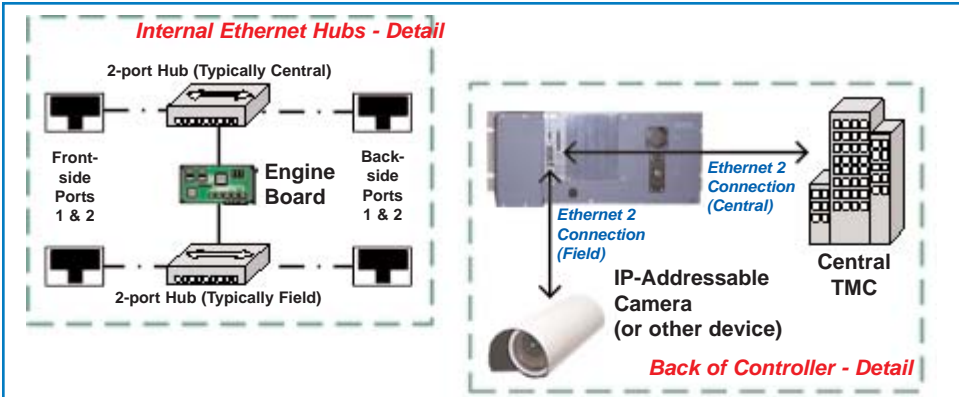 Internal Ethernet Hubs - Detail
2-port Hub (Typically Central)
Front-
side
Ports
1 & 2
Engine
Board
Back-
side
Ports
1 & 2
2-port Hub (Typically Field)
Ethernet 2
Connection
(Central)
Ethernet 2
Connection
(Field)
Central
TMC
IP-Addressable
Camera
(or other device)
Back of Controller - Detail